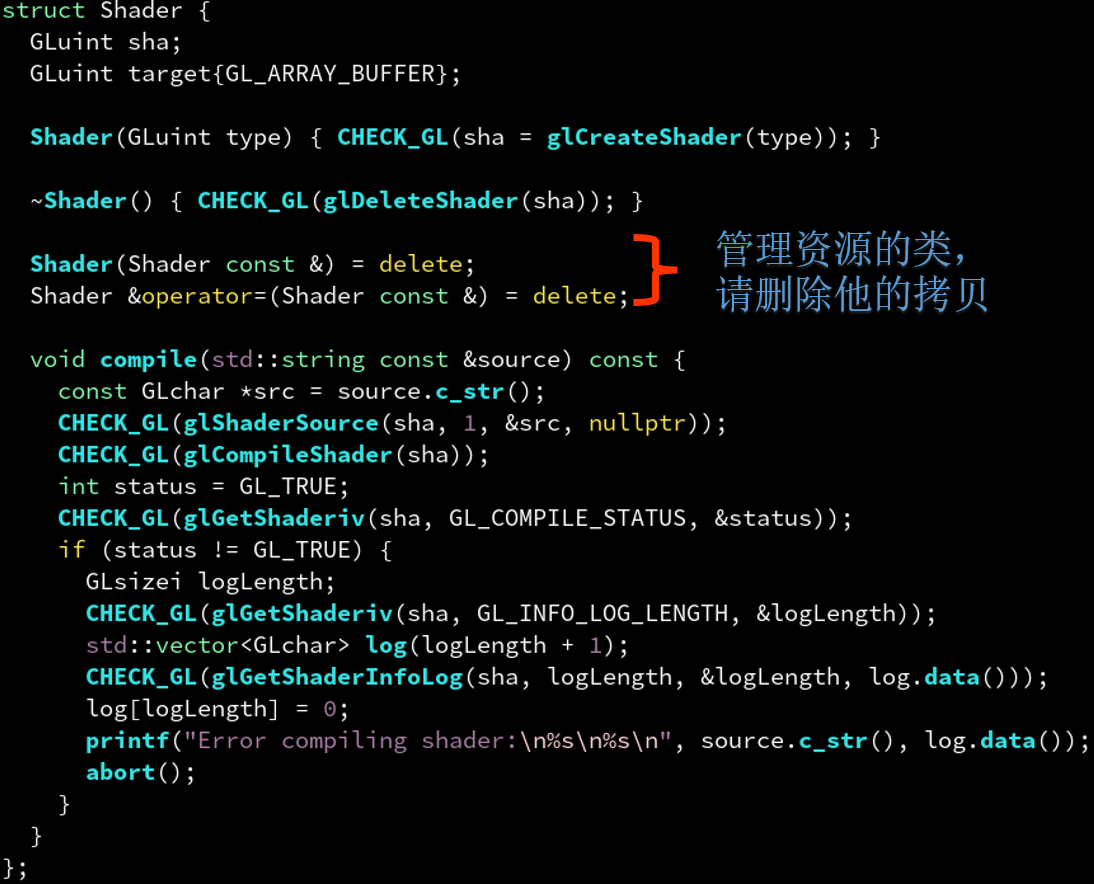 struct Shader {
  GLuint sha;
  GLuint target{GL_ARRAY_BUFFER};
  Shader(GLuint type) { CHECK_GL(sha = glCreateShader(type)); }
  ~Shader() { CHECK_GL(glDeleteShader(sha)); }
  Shader(Shader const &) = delete;
  Shader &operator=(Shader const &) = delete;
管理资源的类，
请删除他的拷贝
  void compile(std::string const &source) const {
    const GLchar *src = source.c_str();
    CHECK_GL(glShaderSource(sha, 1, &src, nullptr));
    CHECK_GL(glCompileShader(sha));
    int status = GL_TRUE;
    CHECK_GL(glGetShaderiv(sha, GL_COMPILE_STATUS, &status));
    if (status != GL_TRUE) {
      GLsizei logLength;
      CHECK_GL(glGetShaderiv(sha, GL_INFO_LOG_LENGTH, &logLength));
      std::vector<GLchar> log(logLength + 1);
      CHECK_GL(glGetShaderInfoLog(sha, logLength, &logLength, log.data()));
      log[logLength] = 0;
      printf("Error compiling shader:\n%s\n%s\n", source.c_str(), log.data());
      abort();
    }
  }
};